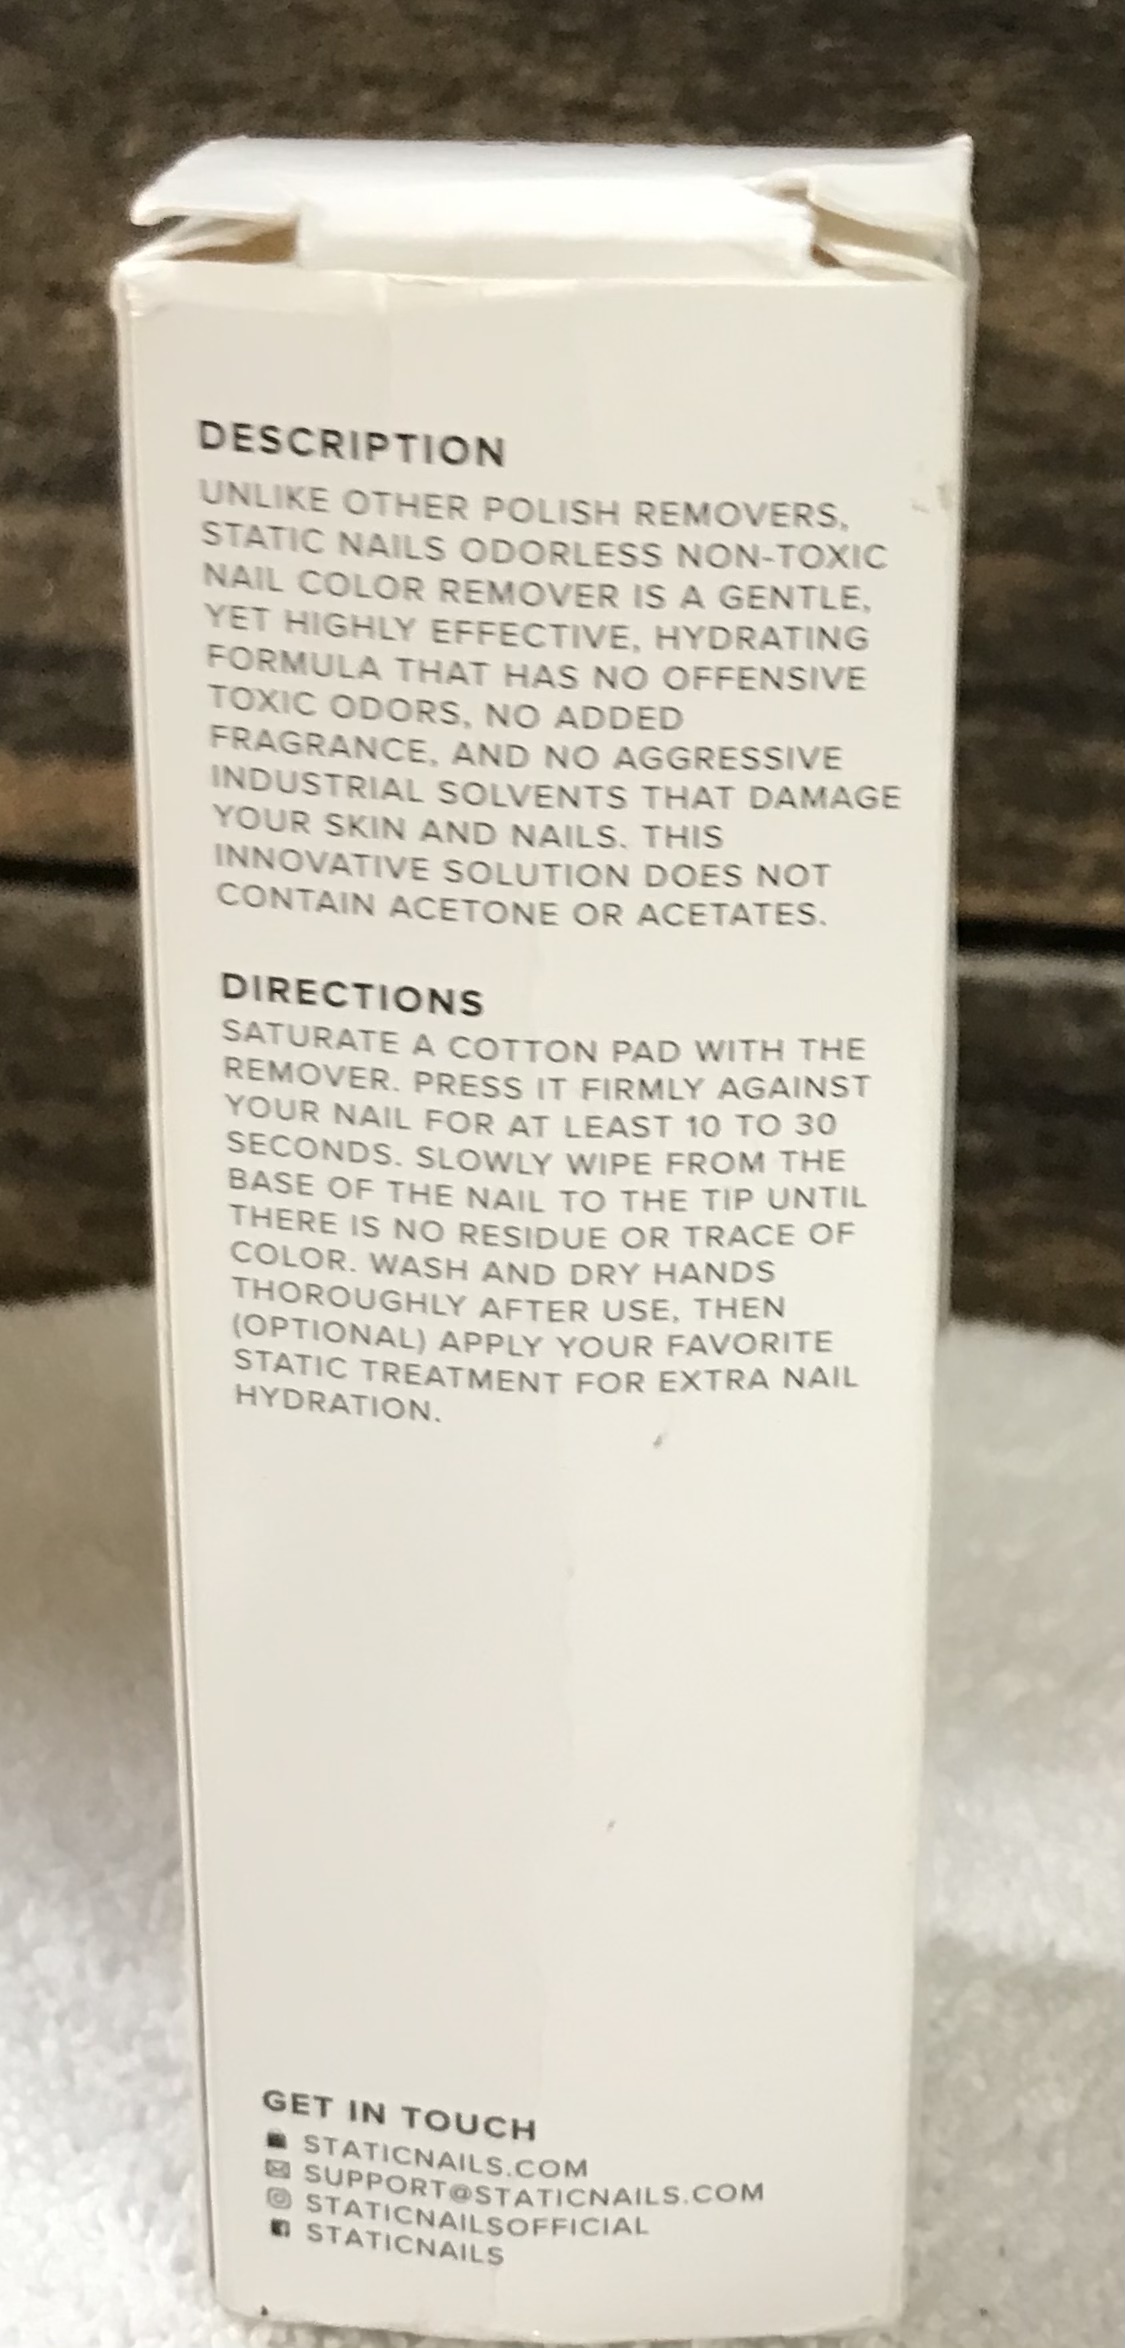 DESCRIPTION
UNLIKE OTHER POLISH REMOVERS,
STATIC NAILS ODORLESS NON-TOXIC
NAIL COLOR REMOVER IS A GENTLE,
YET HIGHLY EFFECTIVE, HYDRATING
FORMULA THAT HAS NO OFFENSIVE
TOXIC ODORS, NO ADDED
FRAGRANCE, AND NO AGGRESSIVE
INDUSTRIAL SOLVENTS THAT DAMAGE
YOUR SKIN AND NAILS. THIS
INNOVATIVE SOLUTION DOES NOT
CONTAIN ACETONE OR ACETATES.
DIRECTIONS
SATURATE A COTTON PAD WITH THE
REMOVER. PRESS IT FIRMLY AGAINST
YOUR NAIL FOR AT LEAST 10 TO 30
SECONDS. SLOWLY WIPE FROM THE
BASE OF THE NAIL TO THE TIP UNTIL
THERE IS NO RESIDUE OR TRACE OF
COLOR. WASH AND DRY HANDS
THOROUGHLY AFTER USE, THEN
(OPTIONAL) APPLY YOUR FAVORITE
STATIC TREATMENT FOR EXTRA NAIL
HYDRATION.
GET IN TOUCH
STATICNAILS.COM
SUPPORT@STATICNAILS.COM
STATICNAILSOFFICIAL
STATICNAILS